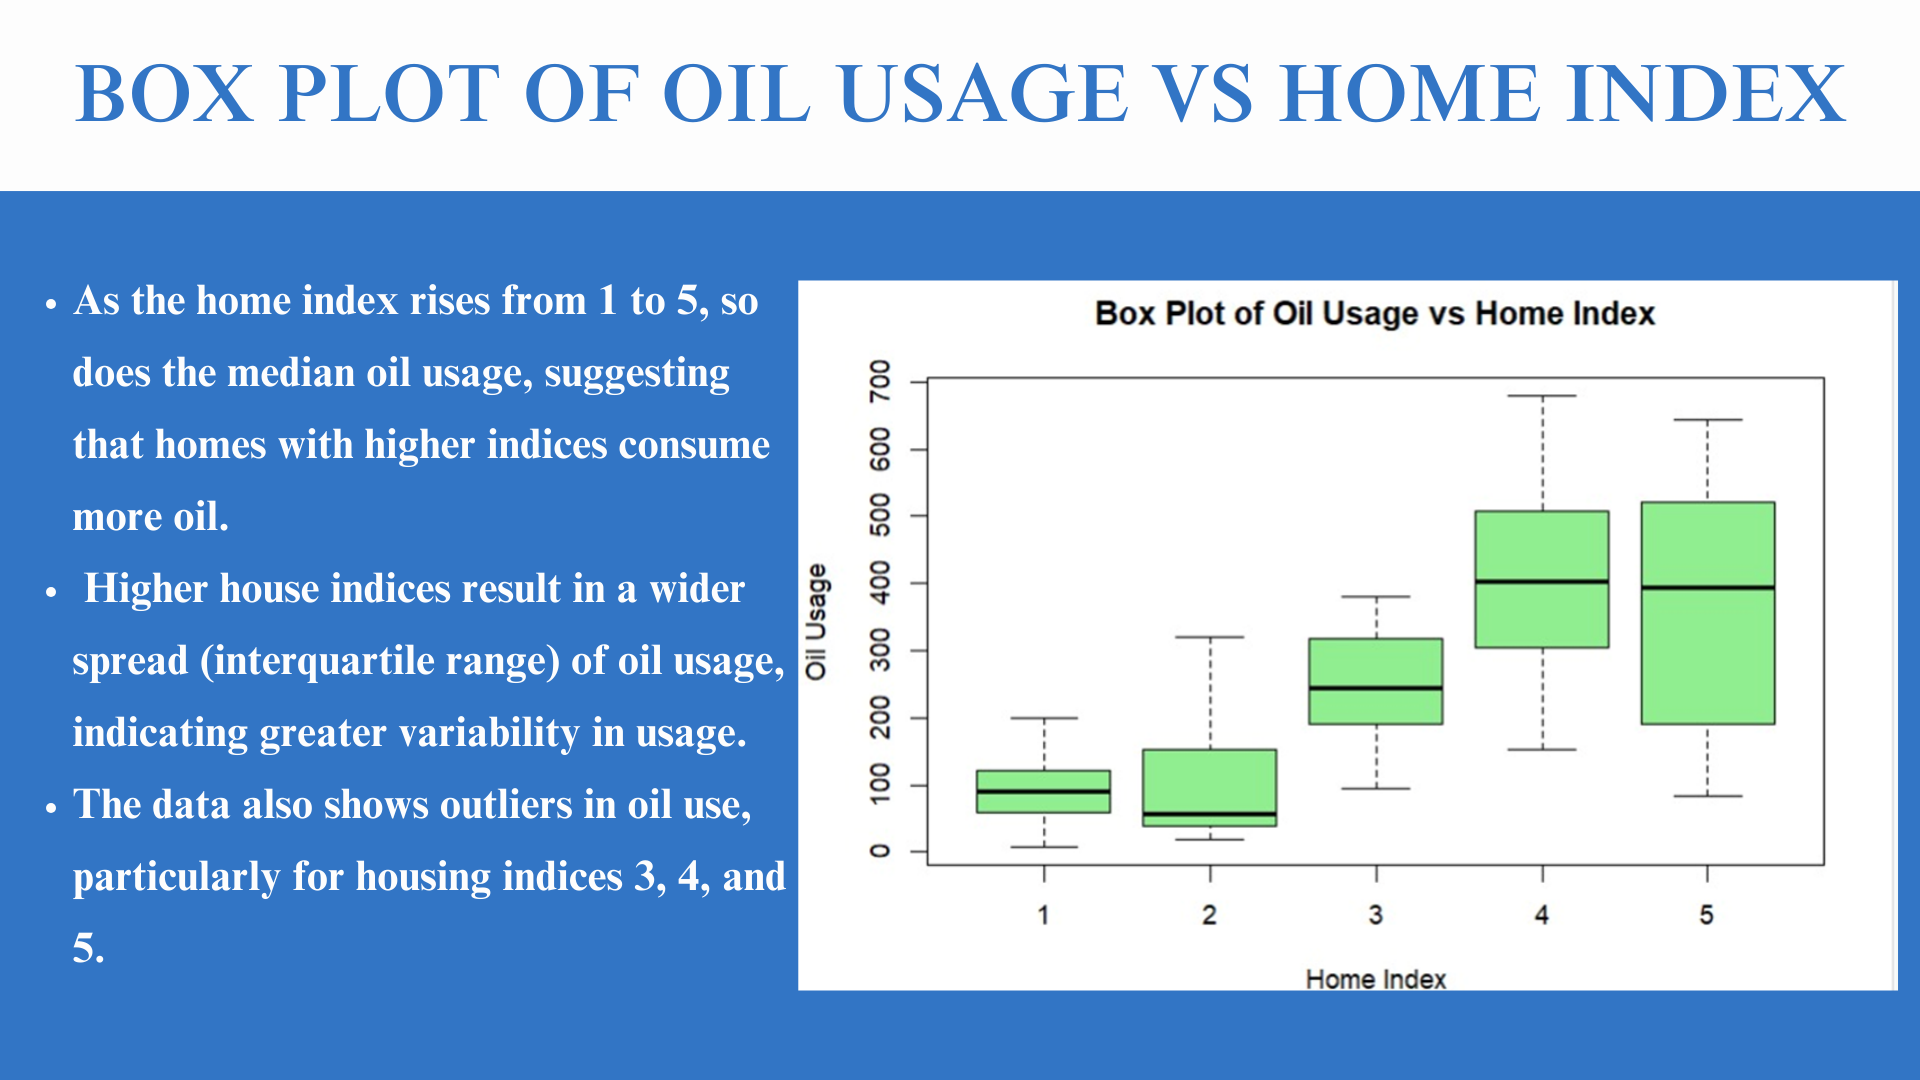 BOX PLOT OF OIL USAGE VS HOME INDEX
• As the home index rises from 1 to 5, so
does the median oil usage, suggesting
that homes with higher indices consume
more oil.
• Higher house indices result in a wider
spread (interquartile range) of oil usage,
indicating greater variability in usage.
• The data also shows outliers in oil use,
particularly for housing indices 3, 4, and
5.
Box Plot of Oil Usage vs Home Index
Oil Usage
700
600
500
400
300
200
100
0
1 2 3 4 5
Home Index